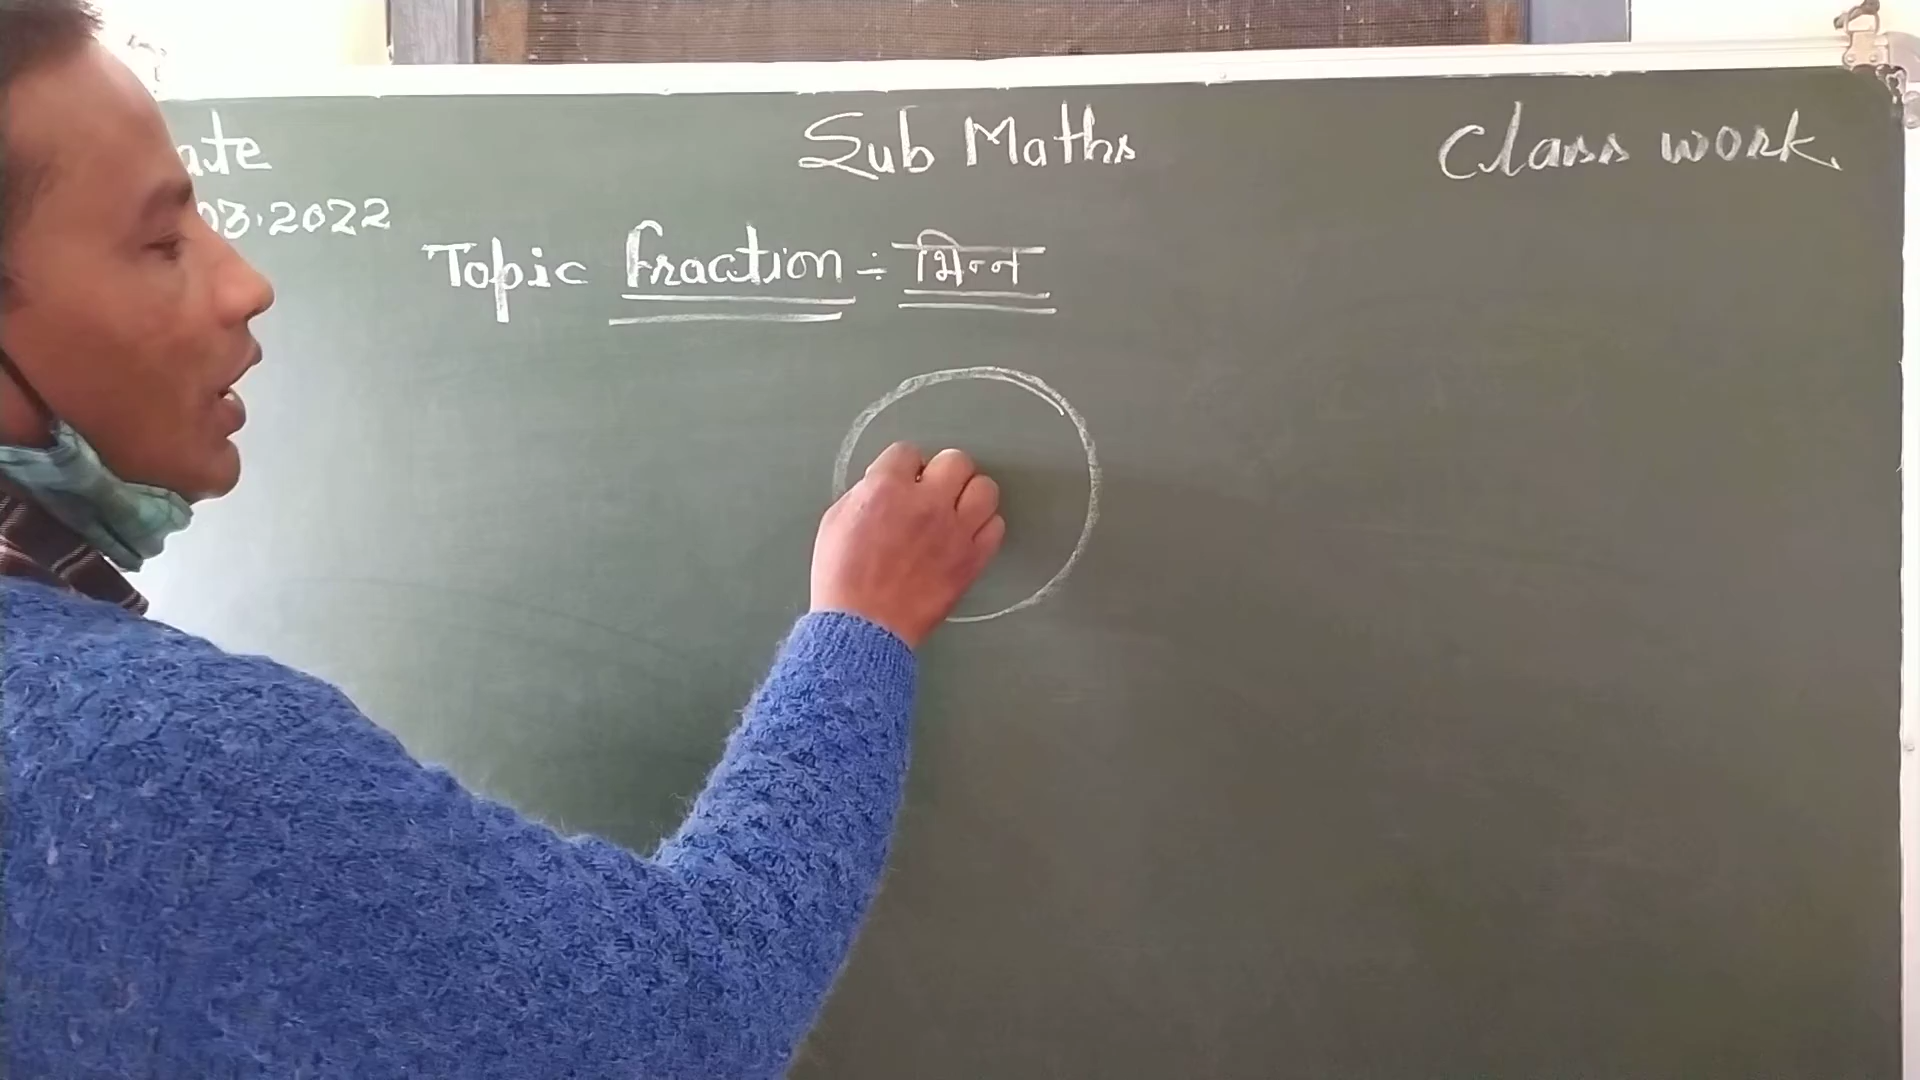 ate Sub Maths Class work
03.2022
Topic fraction ÷ भिन्न